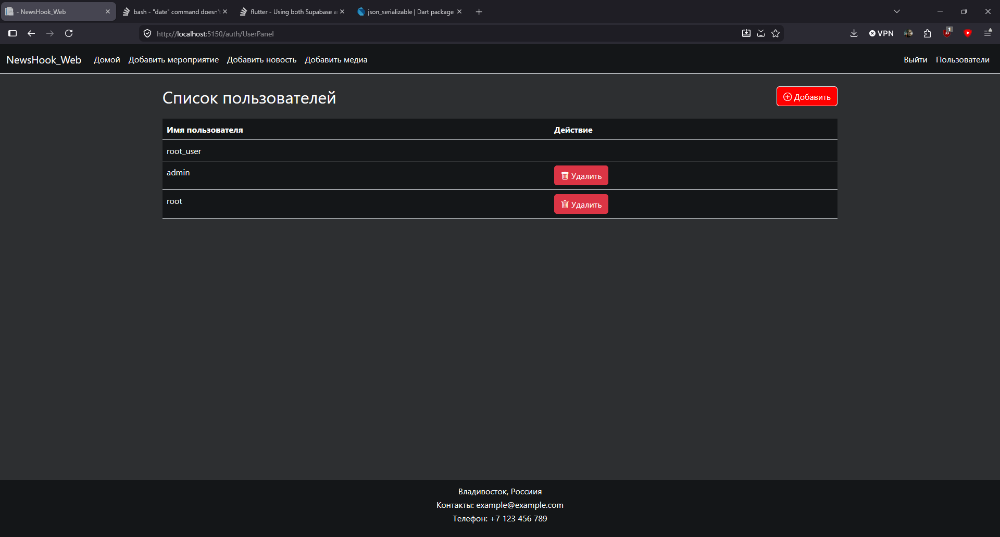 - NewsHook_Web
bash - "date" command doesn't
flutter - Using both Supabase a
json_serializable | Dart package
http://localhost:5150/auth/UserPanel
VPN
1
NewsHook_Web Домой Добавить мероприятие Добавить новость Добавить медиа Выйти Пользователи
Список пользователей
Добавить
Имя пользователя Действие
root_user
admin Удалить
root Удалить
Владивосток, Россиия
Контакты: example@example.com
Телефон: +7 123 456 789